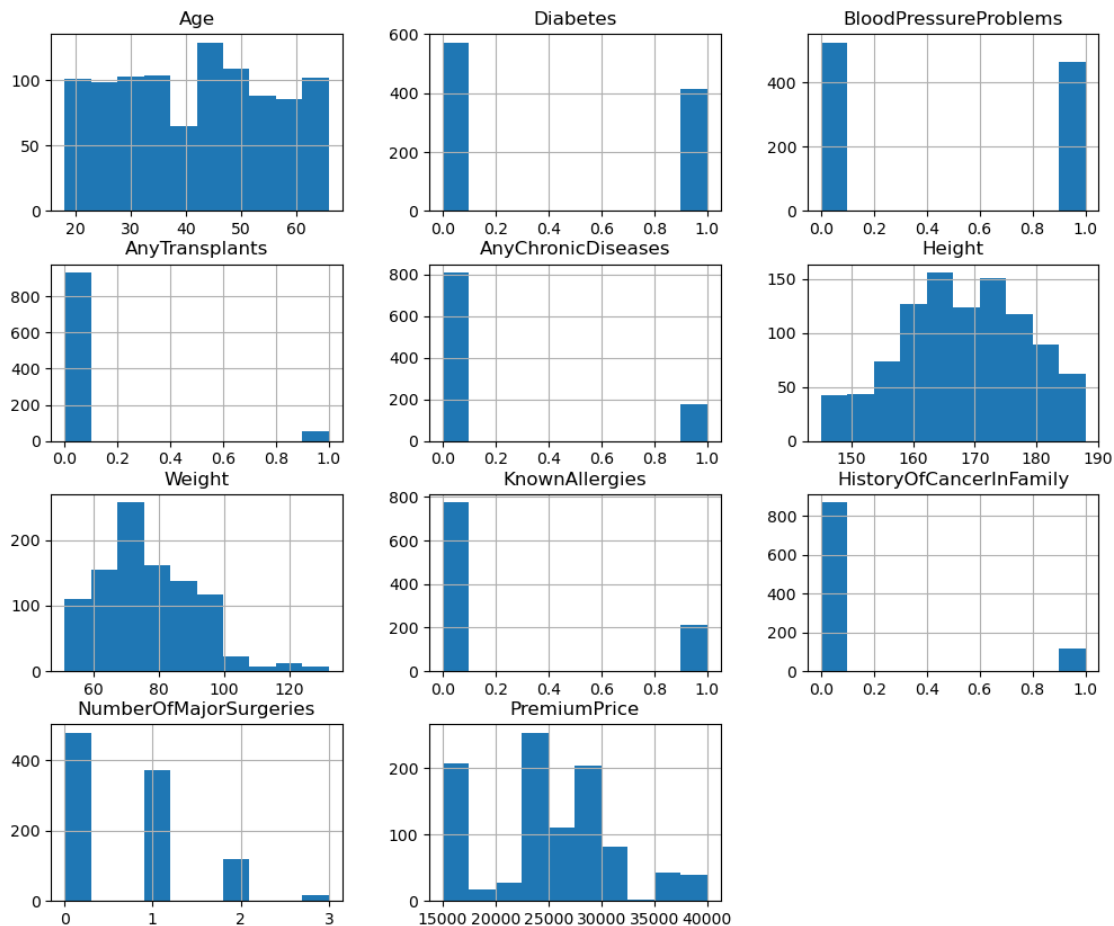 Age
Diabetes
BloodPressureProblems
100
50
0
20 30 40 50 60
600
400
200
0
0.0 0.2 0.4 0.6 0.8 1.0
400
200
0
0.0 0.2 0.4 0.6 0.8 1.0
AnyTransplants
AnyChronicDiseases
Height
800
600
400
200
0
0.0 0.2 0.4 0.6 0.8 1.0
800
600
400
200
0
0.0 0.2 0.4 0.6 0.8 1.0
150
100
50
0
150 160 170 180 190
Weight
KnownAllergies
HistoryOfCancerInFamily
200
100
0
60 80 100 120
800
600
400
200
0
0.0 0.2 0.4 0.6 0.8 1.0
800
600
400
200
0
0.0 0.2 0.4 0.6 0.8 1.0
NumberOfMajorSurgeries
PremiumPrice
400
200
0
0 1 2 3
200
100
0
15000 20000 25000 30000 35000 40000